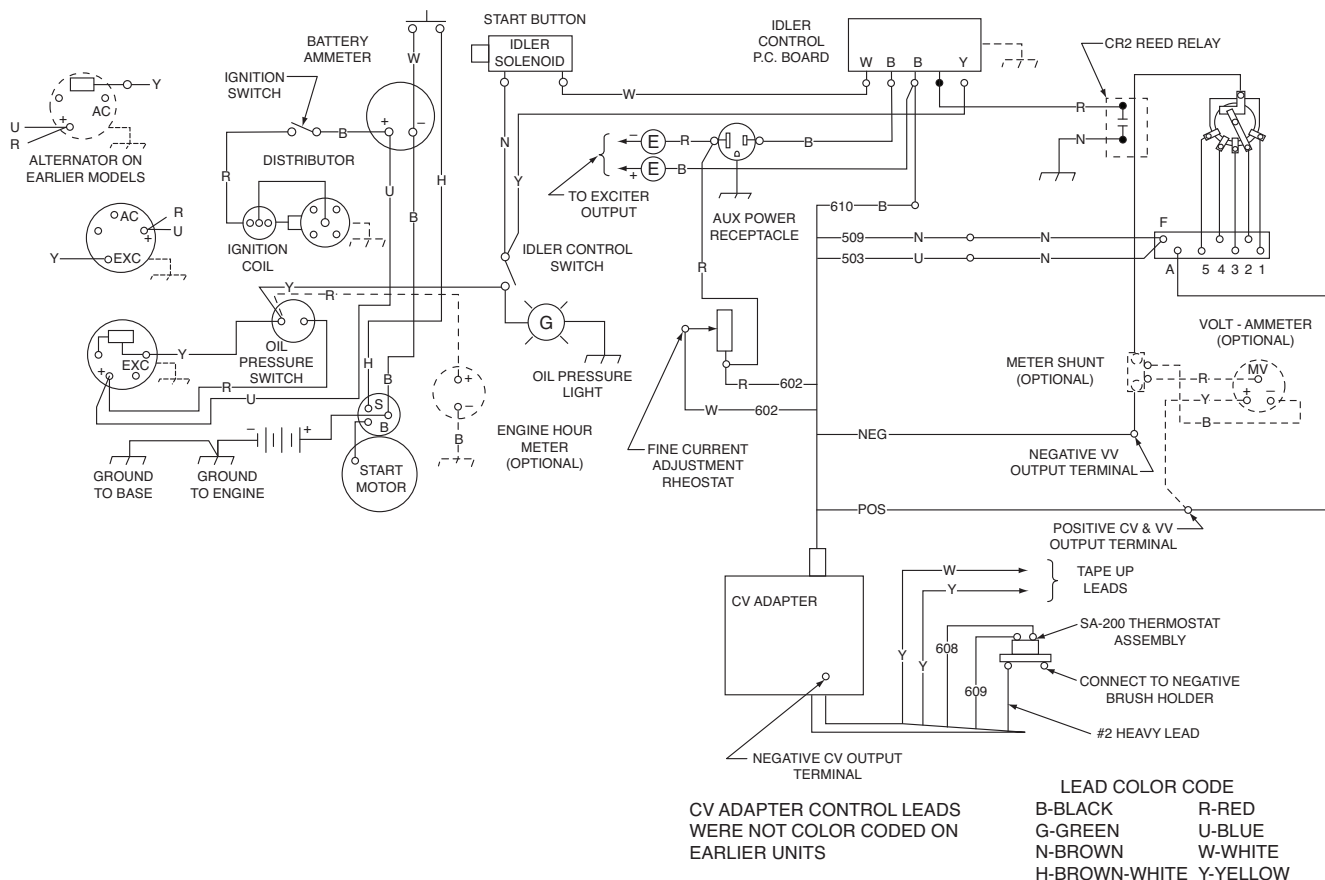 START BUTTON
BATTERY
AMMETER
IGNITION
SWITCH
IDLER
SOLENOID
IDLER
CONTROL
P.C. BOARD
W B B Y
CR2 REED RELAY
H
W
Y
AC
+
U
R
ALTERNATOR ON
EARLIER MODELS
B
+ -
DISTRIBUTOR
R
IGNITION
COIL
U
B
H
N
Y
W
R
N
- E R
+ E B
B
TO EXCITER
OUTPUT
AUX POWER
RECEPTACLE
610 B
509 N N
503 U N
F
A 5 4 3 2 1
AC
R
U
+
Y
EXC
IDLER CONTROL
SWITCH
Y
R
R
G
OIL PRESSURE
LIGHT
OIL
PRESSURE
SWITCH
EXC
+
Y
R
U
H
B
S
B
- +
START
MOTOR
GROUND
TO BASE
GROUND
TO ENGINE
+
-
B
ENGINE HOUR
METER
(OPTIONAL)
R 602
W 602
FINE CURRENT
ADJUSTMENT
RHEOSTAT
VOLT - AMMETER
(OPTIONAL)
METER SHUNT
(OPTIONAL)
MV
+ -
R
Y
B
NEG
NEGATIVE VV
OUTPUT TERMINAL
POS
POSITIVE CV & VV
OUTPUT TERMINAL
CV ADAPTER
W
Y
TAPE UP
LEADS
Y
Y
608
609
SA-200 THERMOSTAT
ASSEMBLY
CONNECT TO NEGATIVE
BRUSH HOLDER
#2 HEAVY LEAD
NEGATIVE CV OUTPUT
TERMINAL
CV ADAPTER CONTROL LEADS
WERE NOT COLOR CODED ON
EARLIER UNITS
LEAD COLOR CODE
B-BLACK R-RED
G-GREEN U-BLUE
N-BROWN W-WHITE
H-BROWN-WHITE Y-YELLOW